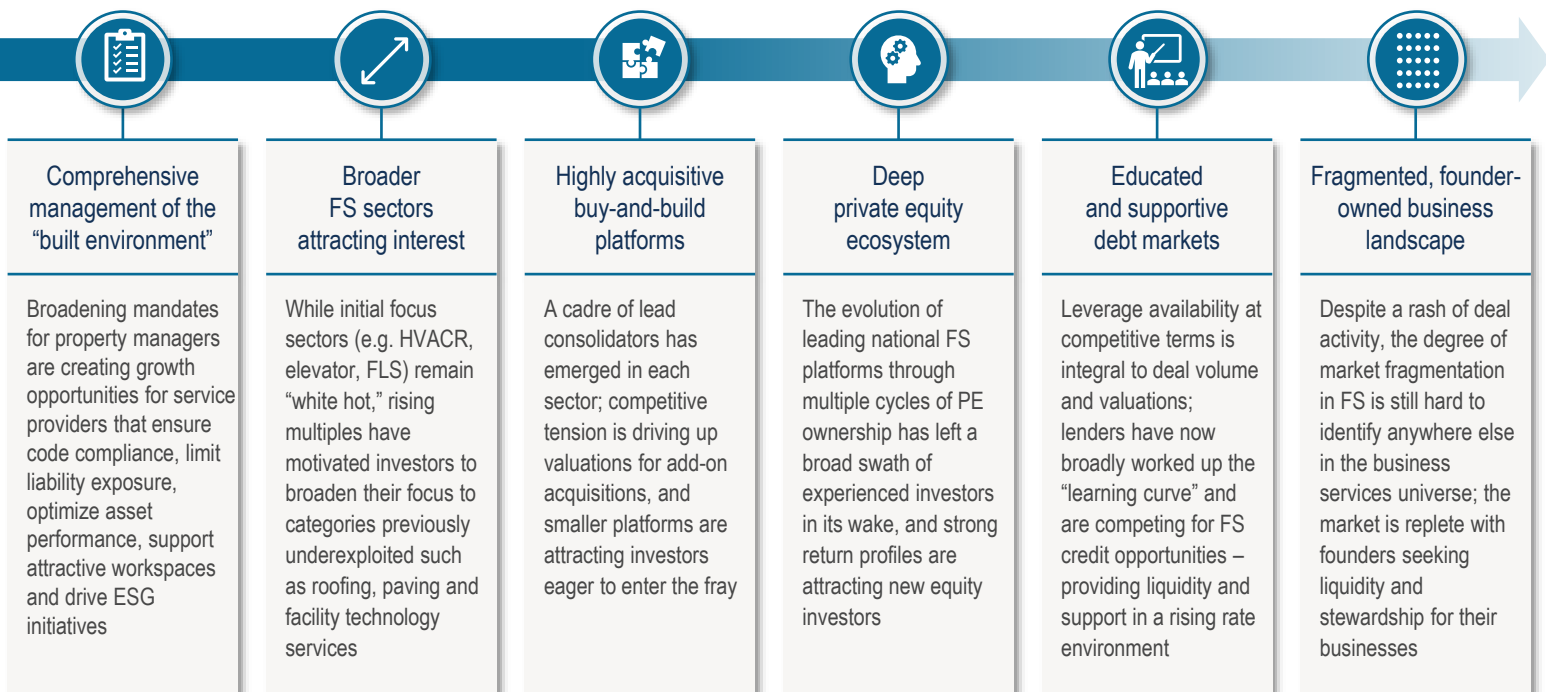 Comprehensive
management of the
“built environment”
Broadening mandates
for property managers
are creating growth
opportunities for service
providers that ensure
code compliance, limit
liability exposure,
optimize asset
performance, support
attractive workspaces
and drive ESG
initiatives
Broader
FS sectors
attracting interest
While initial focus
sectors (e.g. HVACR,
elevator, FLS) remain
“white hot,” rising
multiples have
motivated investors to
broaden their focus to
categories previously
underexploited such
as roofing, paving and
facility technology
services
Highly acquisitive
buy-and-build
platforms
A cadre of lead
consolidators has
emerged in each
sector; competitive
tension is driving up
valuations for add-on
acquisitions, and
smaller platforms are
attracting investors
eager to enter the fray
Deep
private equity
ecosystem
The evolution of
leading national FS
platforms through
multiple cycles of PE
ownership has left a
broad swath of
experienced investors
in its wake, and strong
return profiles are
attracting new equity
investors
Educated
and supportive
debt markets
Leverage availability at
competitive terms is
integral to deal volume
and valuations;
lenders have now
broadly worked up the
“learning curve” and
are competing for FS
credit opportunities –
providing liquidity and
support in a rising rate
environment
Fragmented, founder-
owned business
landscape
Despite a rash of deal
activity, the degree of
market fragmentation
in FS is still hard to
identify anywhere else
in the business
services universe; the
market is replete with
founders seeking
liquidity and
stewardship for their
businesses